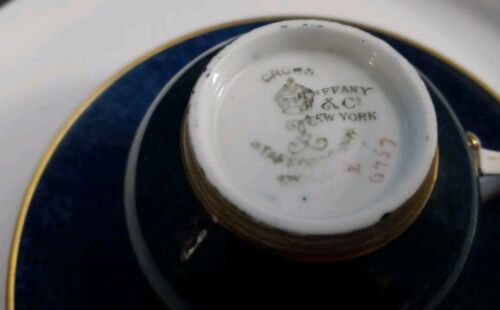 CROWN
TIFFANY
& Co.
NEW YORK
STAFFORDSHIRE
A